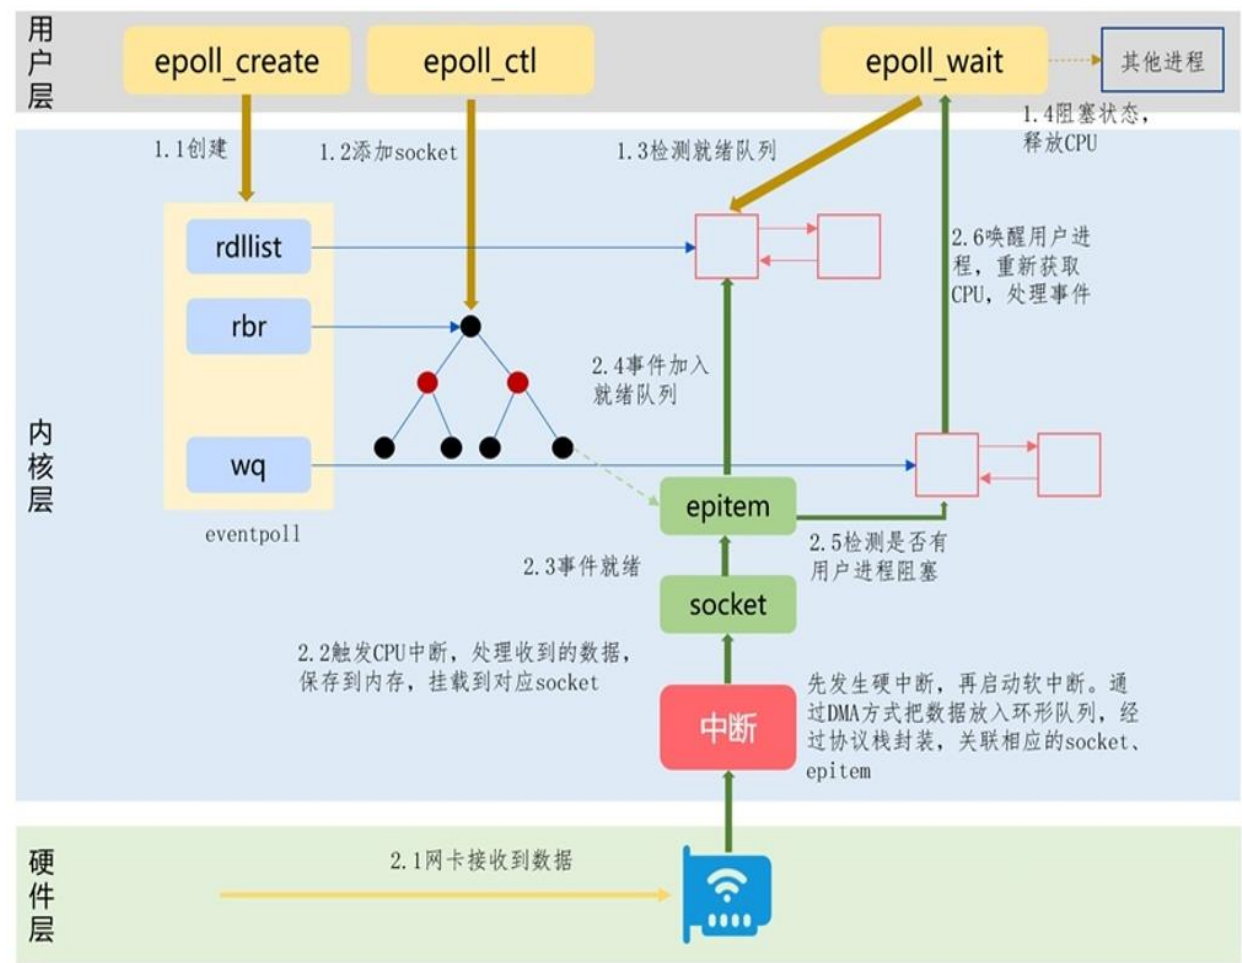 用户层
epoll_create
epoll_ctl
epoll_wait
其他进程
1.1创建
1.2添加socket
1.3检测就绪队列
1.4阻塞状态，
释放CPU
内核层
rdllist
rbr
wq
eventpoll
2.6唤醒用户进
程，重新获取
CPU，处理事件
2.4事件加入
就绪队列
epitem
2.5检测是否有
用户进程阻塞
2.3事件就绪
socket
2.2触发CPU中断，处理收到的数据，
保存到内存，挂载到对应socket
中断
先发生硬中断，再启动软中断。通
过DMA方式把数据放入环形队列，经
过协议栈封装，关联相应的socket、
epitem
硬件层
2.1网卡接收到数据